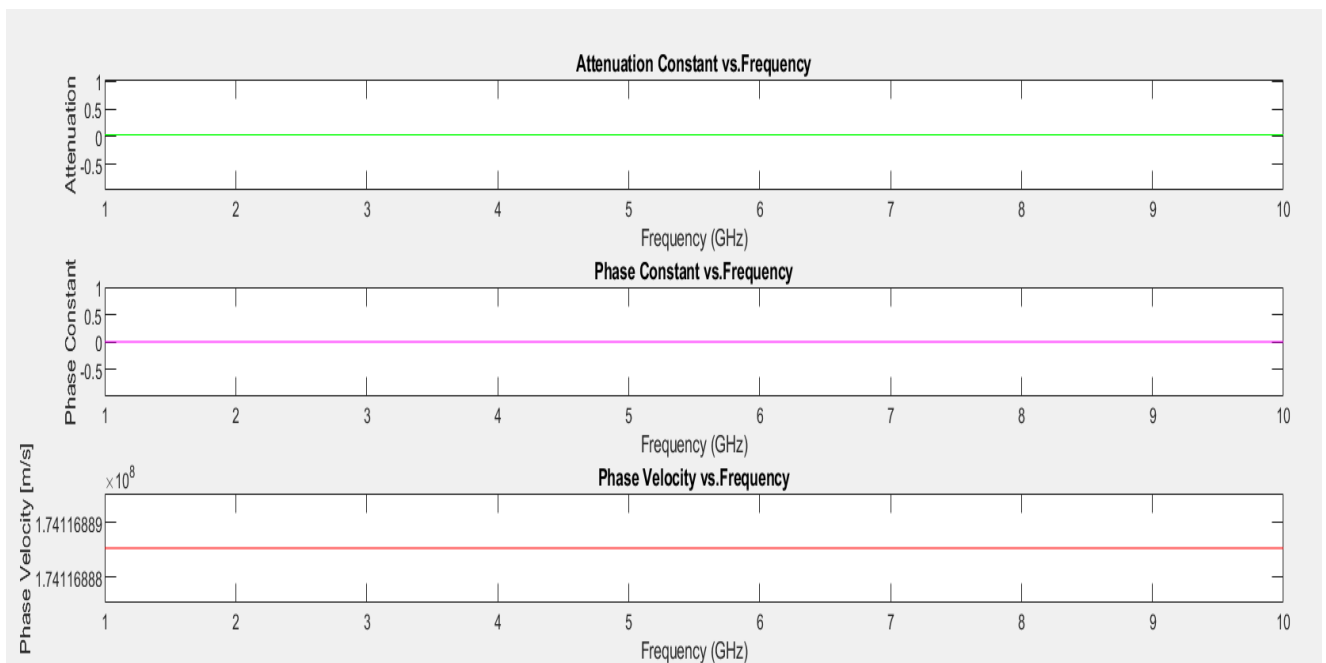 Attenuation Constant vs.Frequency
Attenuation
1
0.5
0
-0.5
1 2 3 4 5 6 7 8 9 10
Frequency (GHz)
Phase Constant vs.Frequency
Phase Constant
1
0.5
0
-0.5
1 2 3 4 5 6 7 8 9 10
Frequency (GHz)
Phase Velocity vs.Frequency
Phase Velocity [m/s]
×10^8
1.74116889
1.74116888
1 2 3 4 5 6 7 8 9 10
Frequency (GHz)